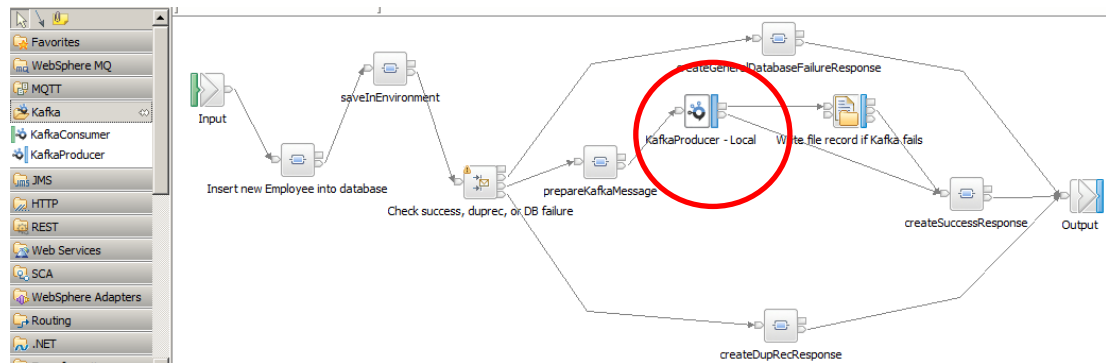 Favorites
WebSphere MQ
MQTT
Kafka
KafkaConsumer
KafkaProducer
JMS
HTTP
REST
Web Services
SCA
WebSphere Adapters
Routing
.NET
Input
Insert new Employee into database
saveInEnvironment
Check success, duprec, or DB failure
createGeneralDatabaseFailureResponse
prepareKafkaMessage
KafkaProducer - Local
Write file record if Kafka fails
createSuccessResponse
Output
createDupRecResponse